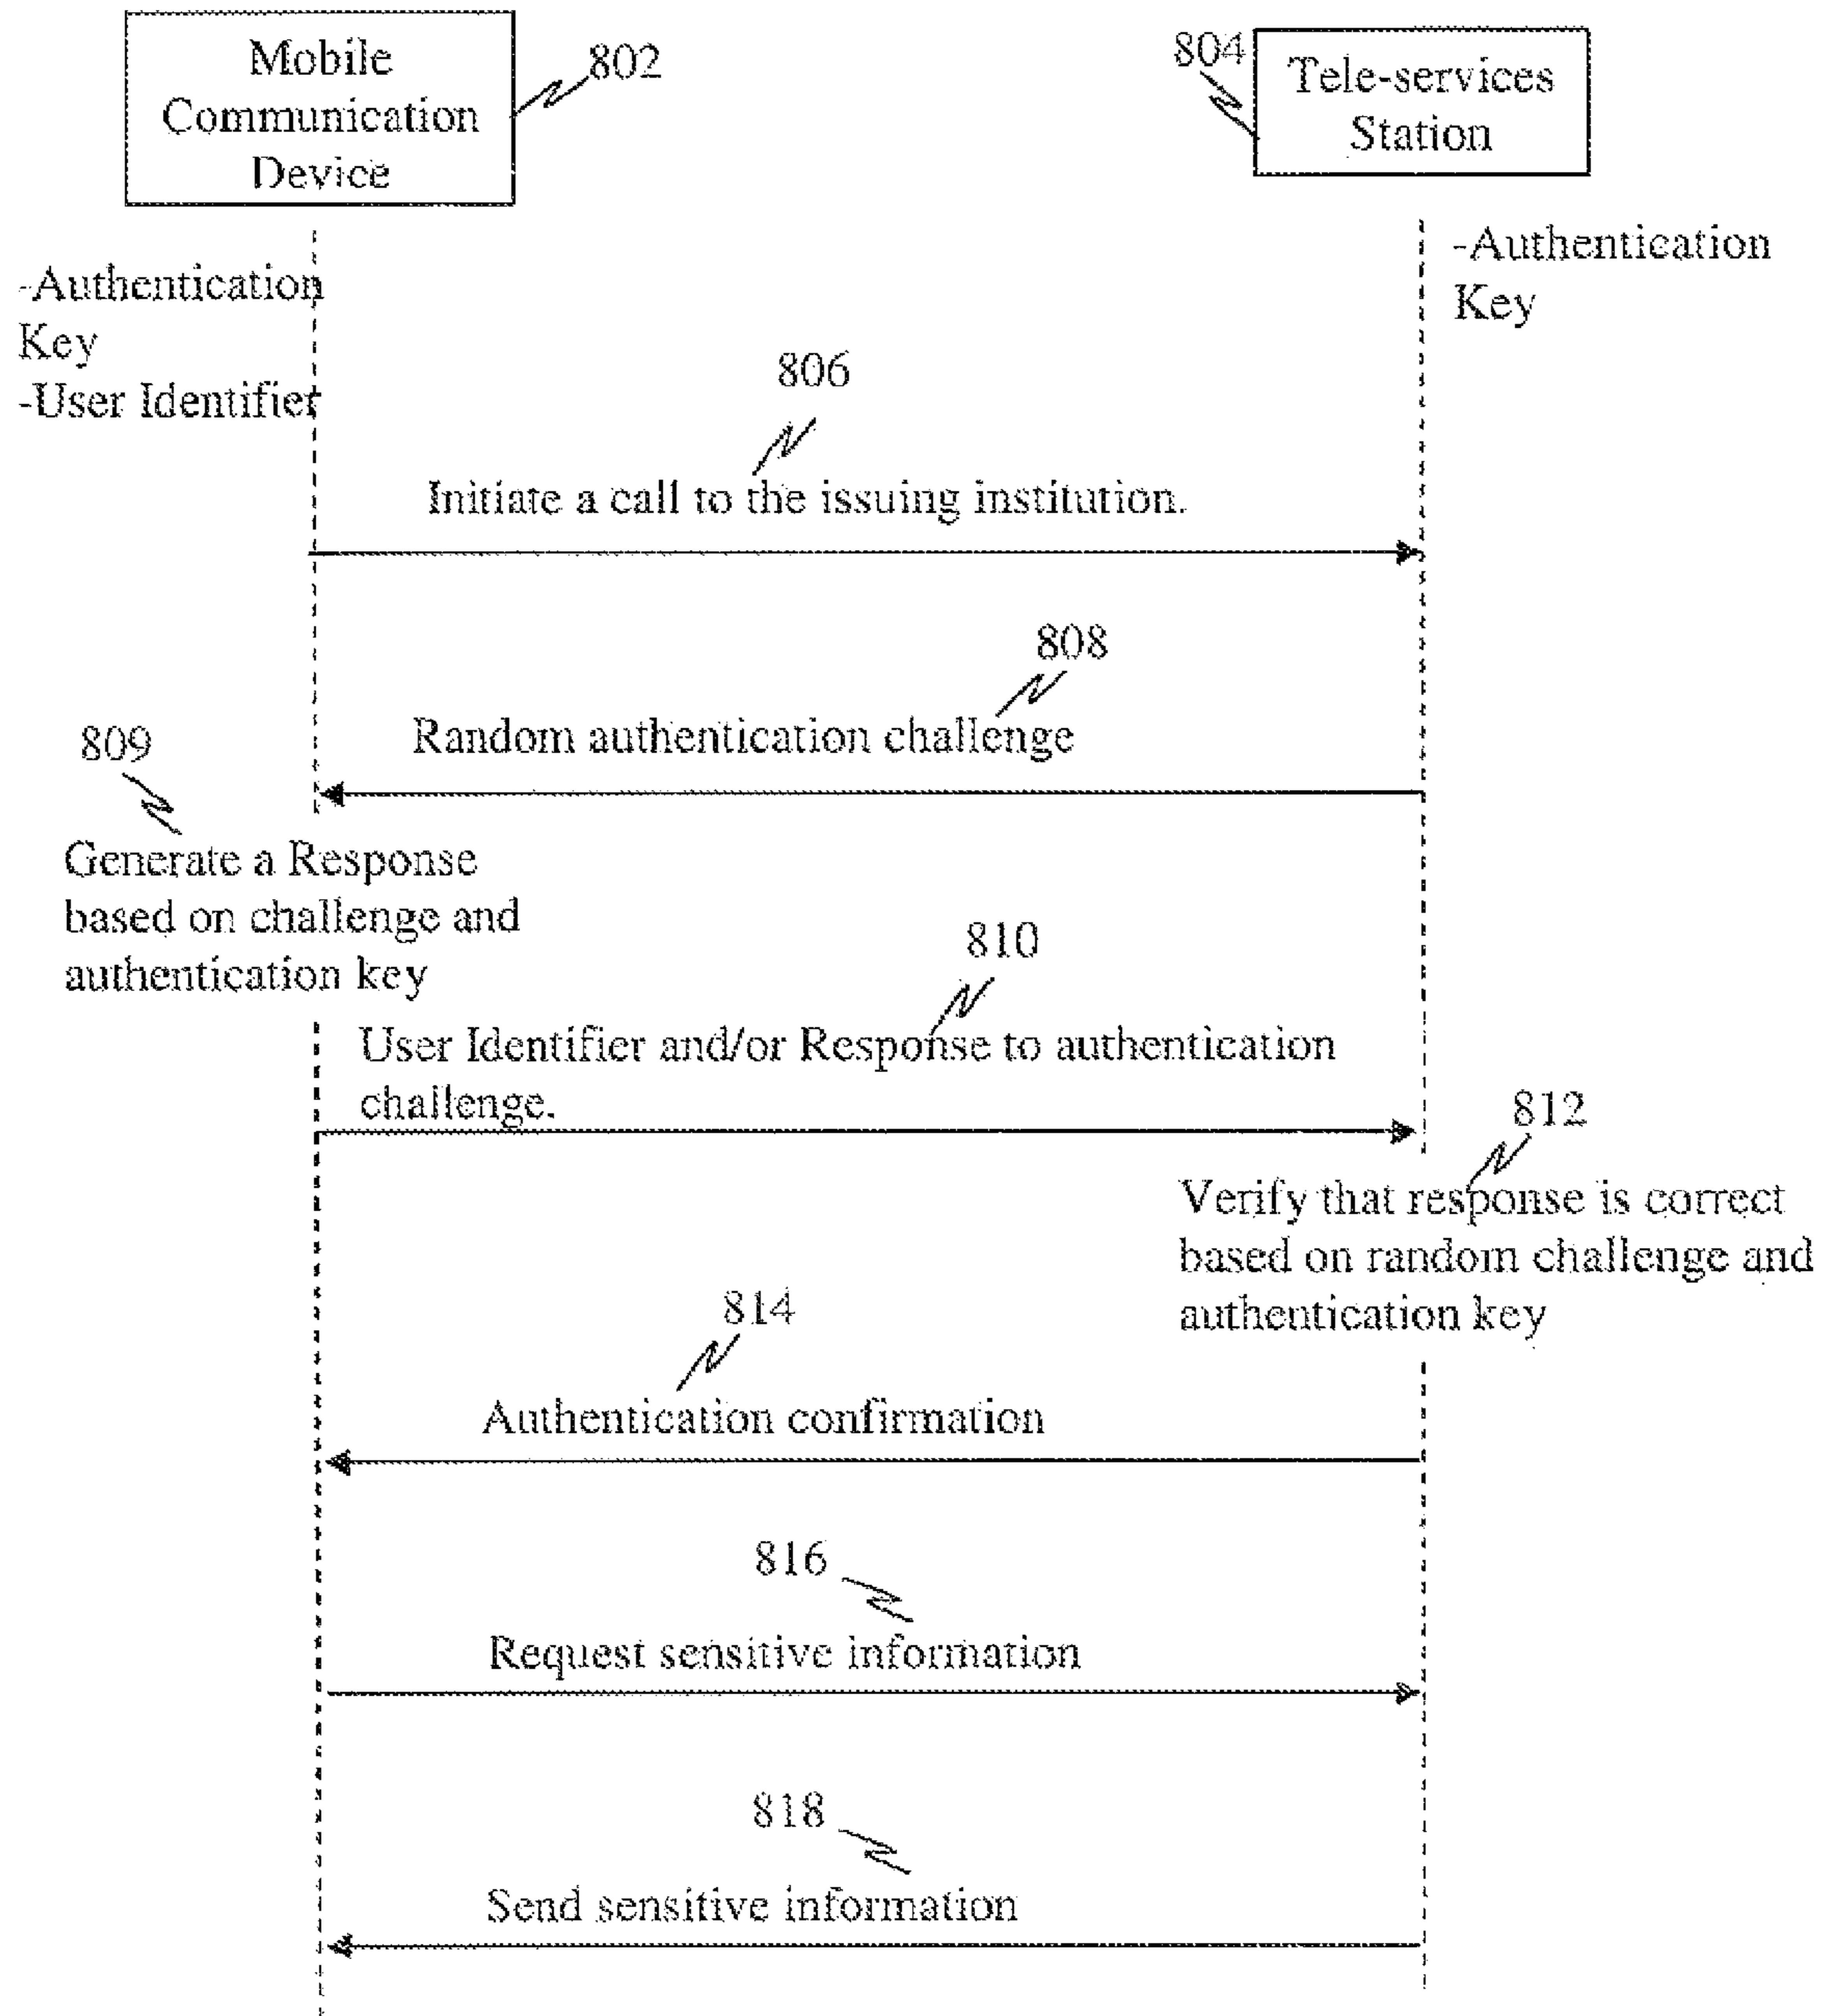 Mobile
Communication
Device
802
804
Tele-services
Station
-Authentication
Key
-User Identifier
-Authentication
Key
806
Initiate a call to the issuing institution.
808
Random authentication challenge
809
Generate a Response
based on challenge and
authentication key
810
User Identifier and/or Response to authentication
challenge.
812
Verify that response is correct
based on random challenge and
authentication key
814
Authentication confirmation
816
Request sensitive information
818
Send sensitive information